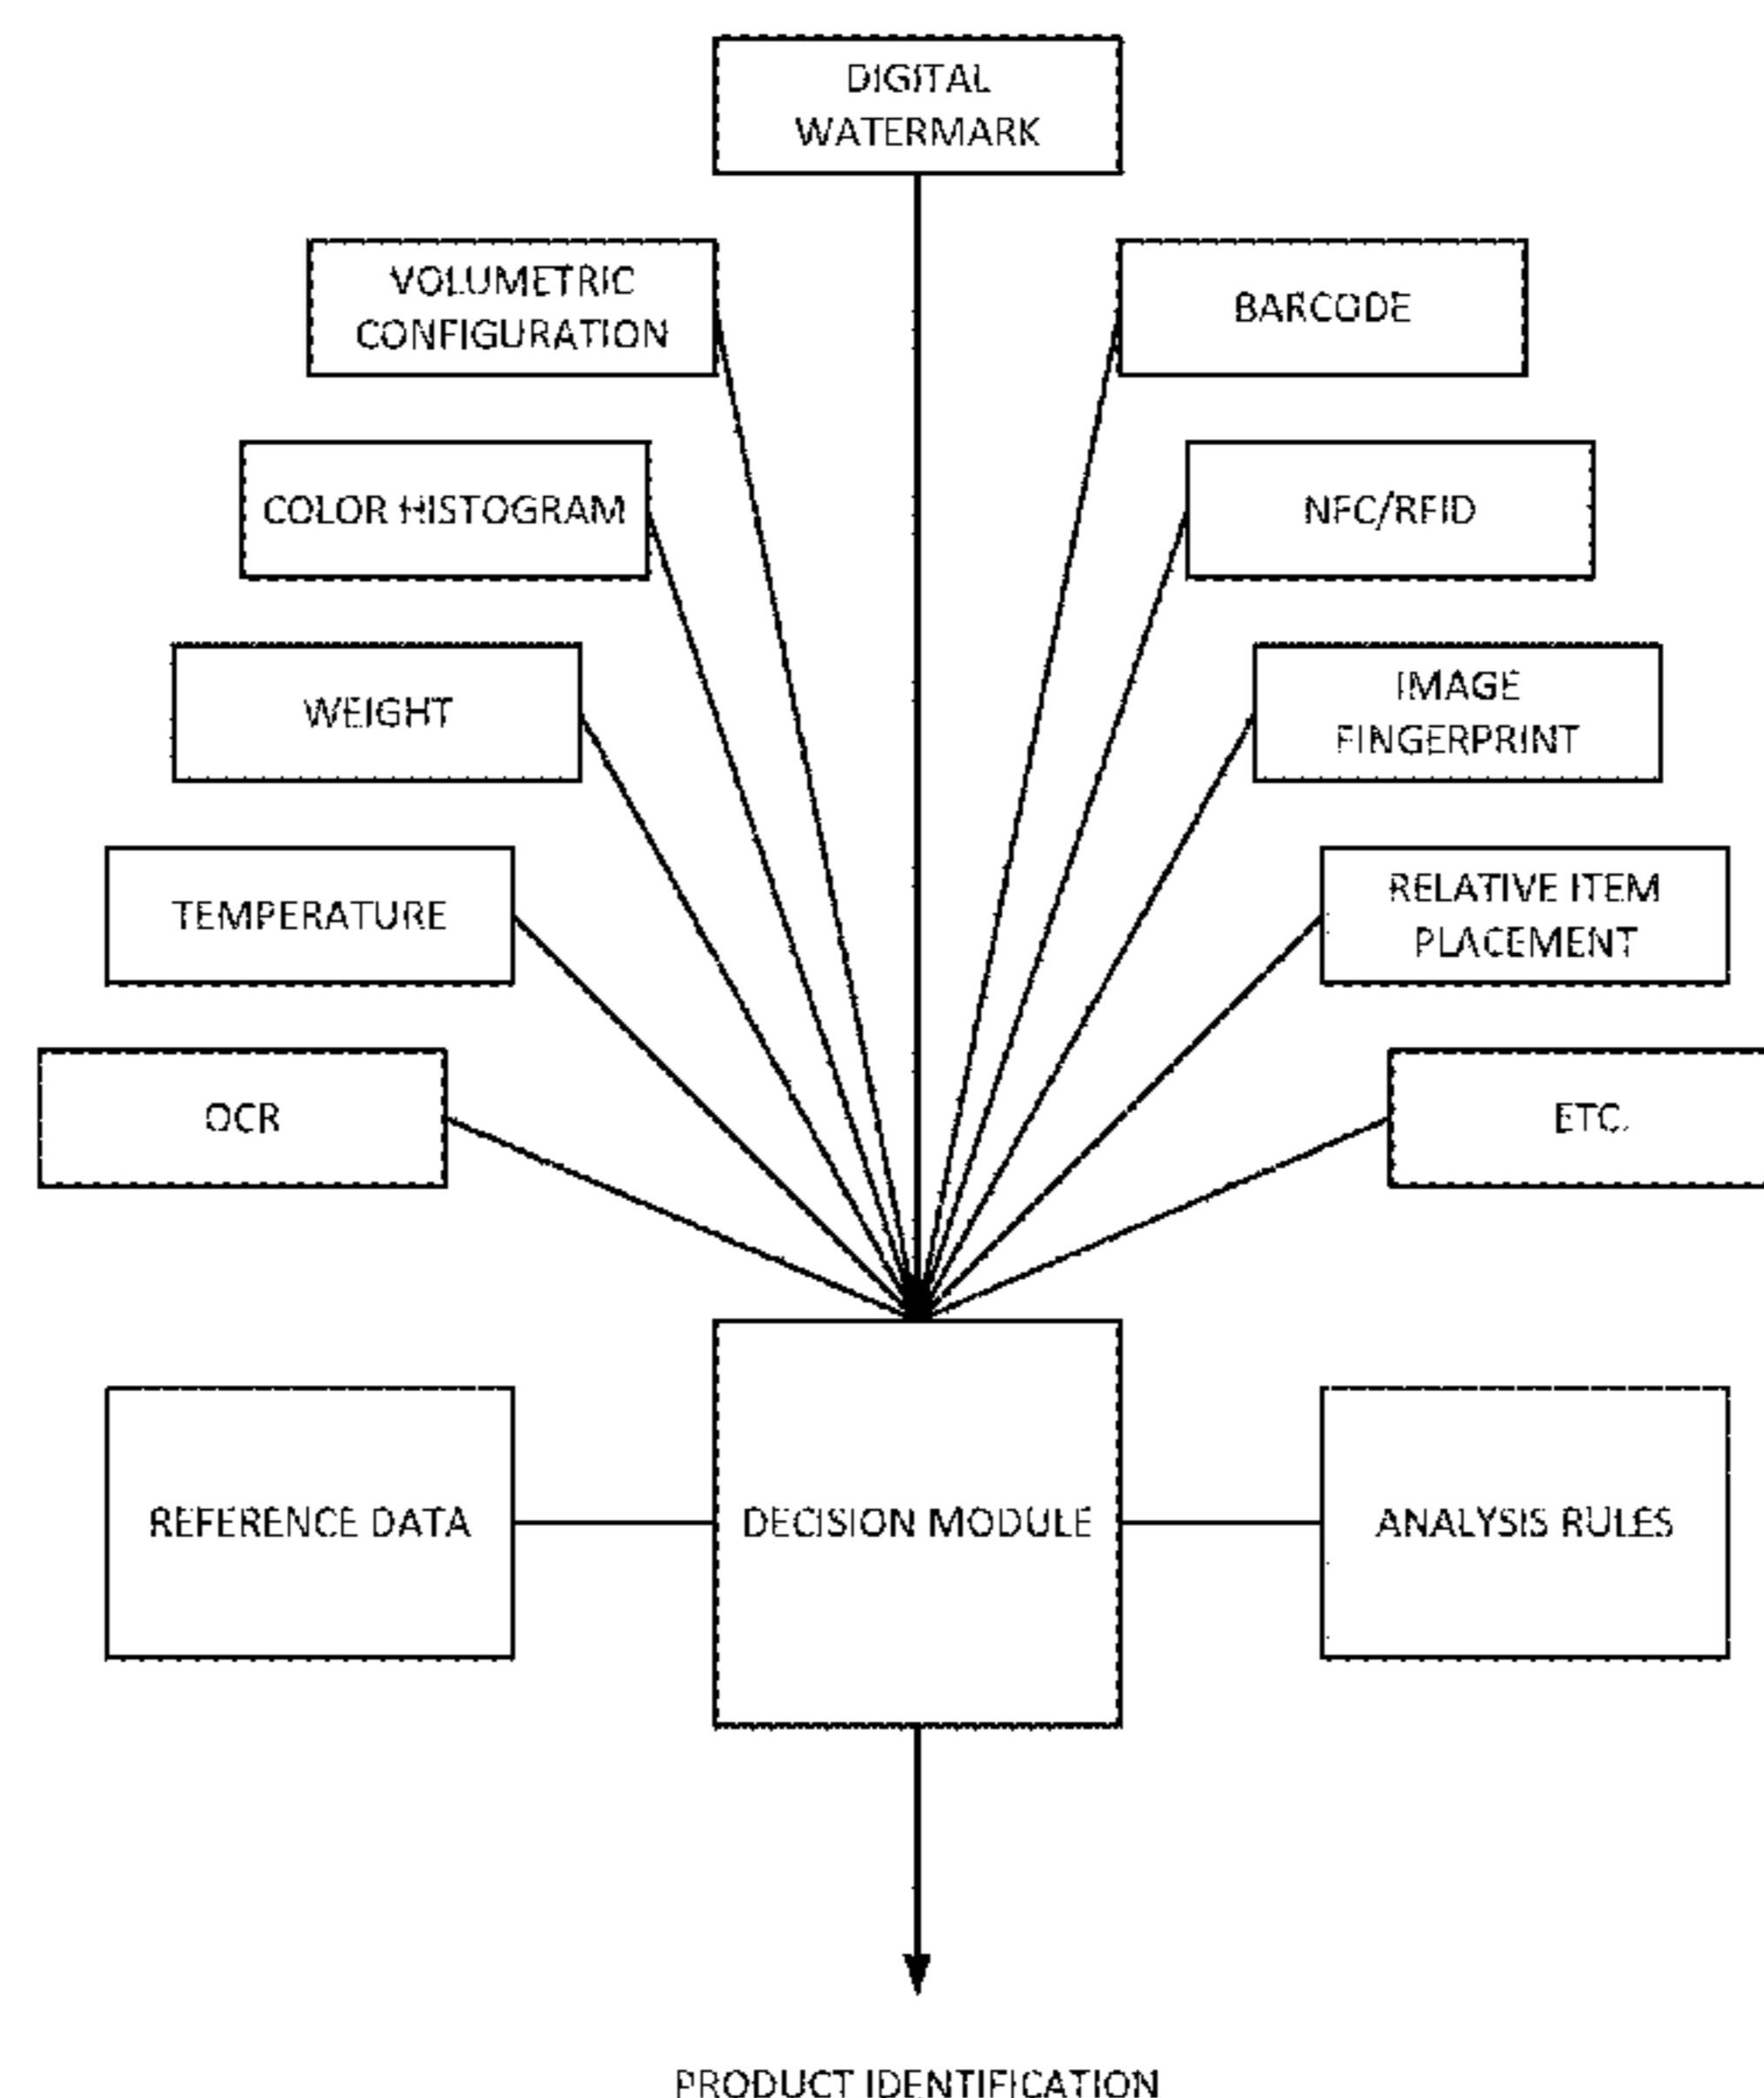 DIGITAL
WATERMARK
VOLUMETRIC
CONFIGURATION
BARCODE
COLOR HISTOGRAM
NFC/RFID
WEIGHT
IMAGE
FINGERPRINT
TEMPERATURE
RELATIVE ITEM
PLACEMENT
OCR
ETC.
REFERENCE DATA
DECISION MODULE
ANALYSIS RULES
PRODUCT IDENTIFICATION